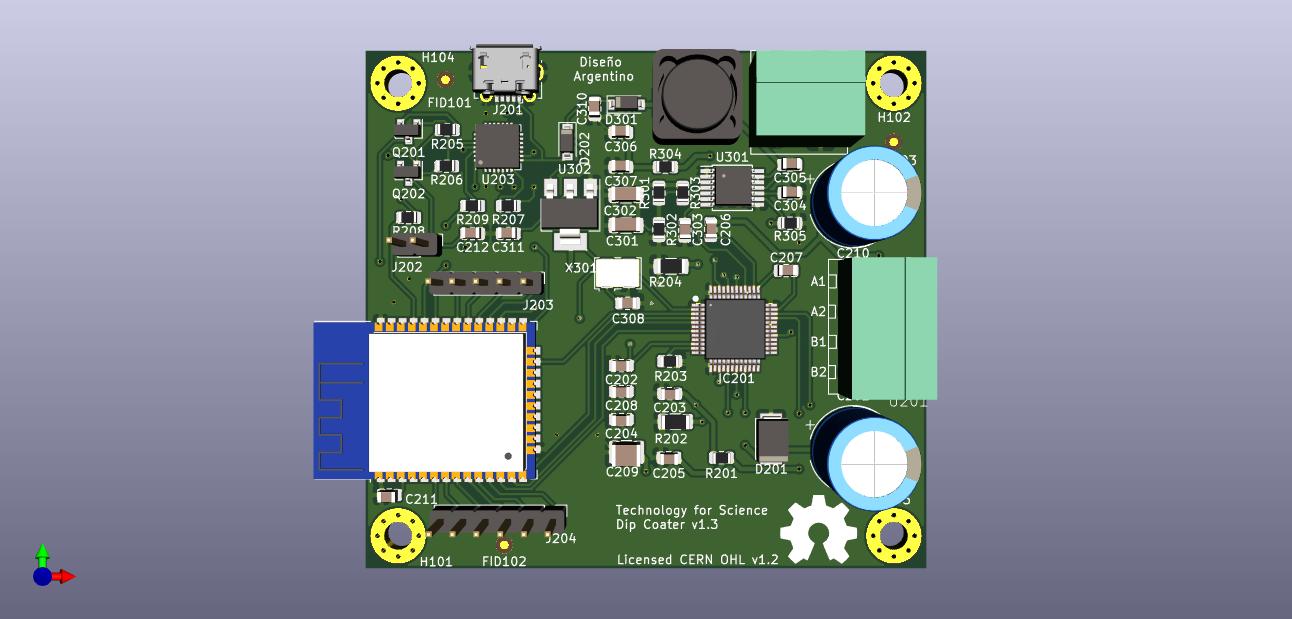 H104
Diseño
Argentino
FID101
J201
C310
D301
H102
Q201
R205
C306
D202
U302
R304
U301
C305
Q202
R206
U203
C307
R301
R303
C304
C302
R209
R207
R208
C212
C311
C301
R302
C303
C206
R305
J202
X301
R204
C207
C210
A1
J203
C308
A2
B1
B2
C202
R203
C208
C203
C204
R202
C209
C205
R201
D201
C211
Technology for Science
Dip Coater v1.3
J204
H101
FID102
Licensed CERN OHL v1.2